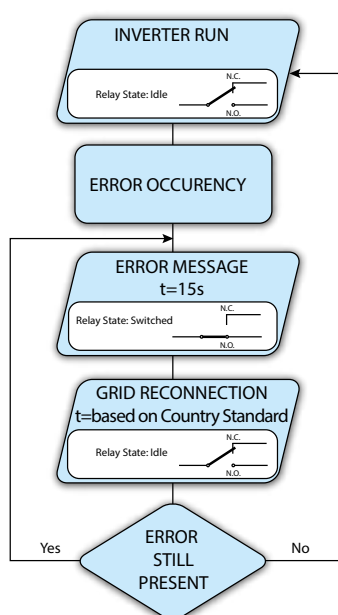 INVERTER RUN
N.C.
Relay State: Idle
N.O.
ERROR OCCURENCY
ERROR MESSAGE
t=15s
N.C.
Relay State: Switched
N.O.
GRID RECONNECTION
t=based on Country Standard
N.C.
Relay State: Idle
N.O.
Yes
ERROR
STILL
PRESENT
No